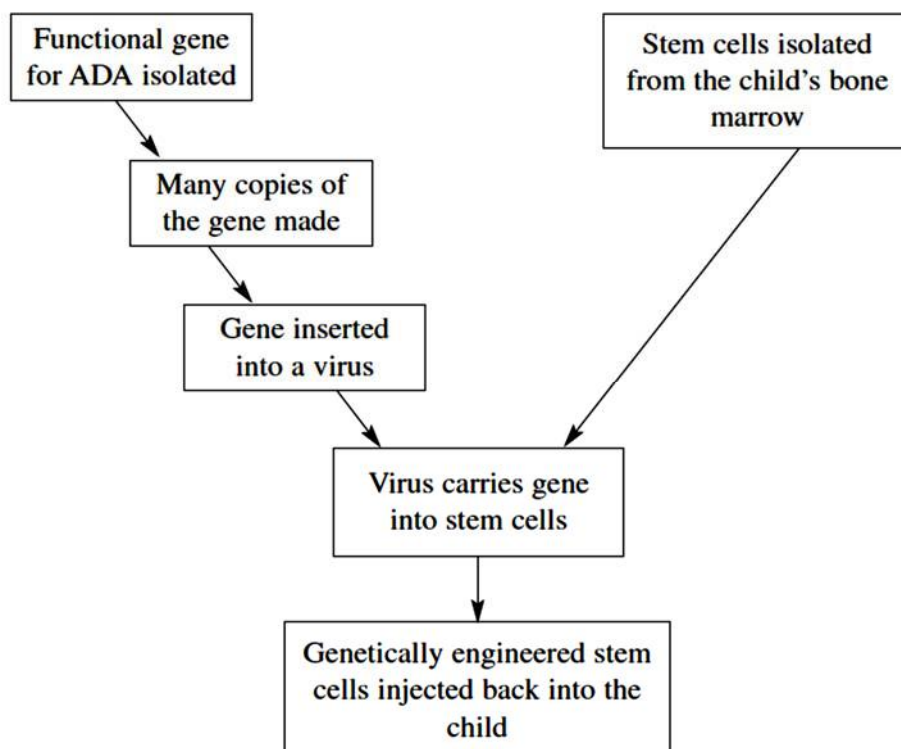 Functional gene
for ADA isolated
Stem cells isolated
from the child's bone
marrow
Many copies of
the gene made
Gene inserted
into a virus
Virus carries gene
into stem cells
Genetically engineered stem
cells injected back into the
child